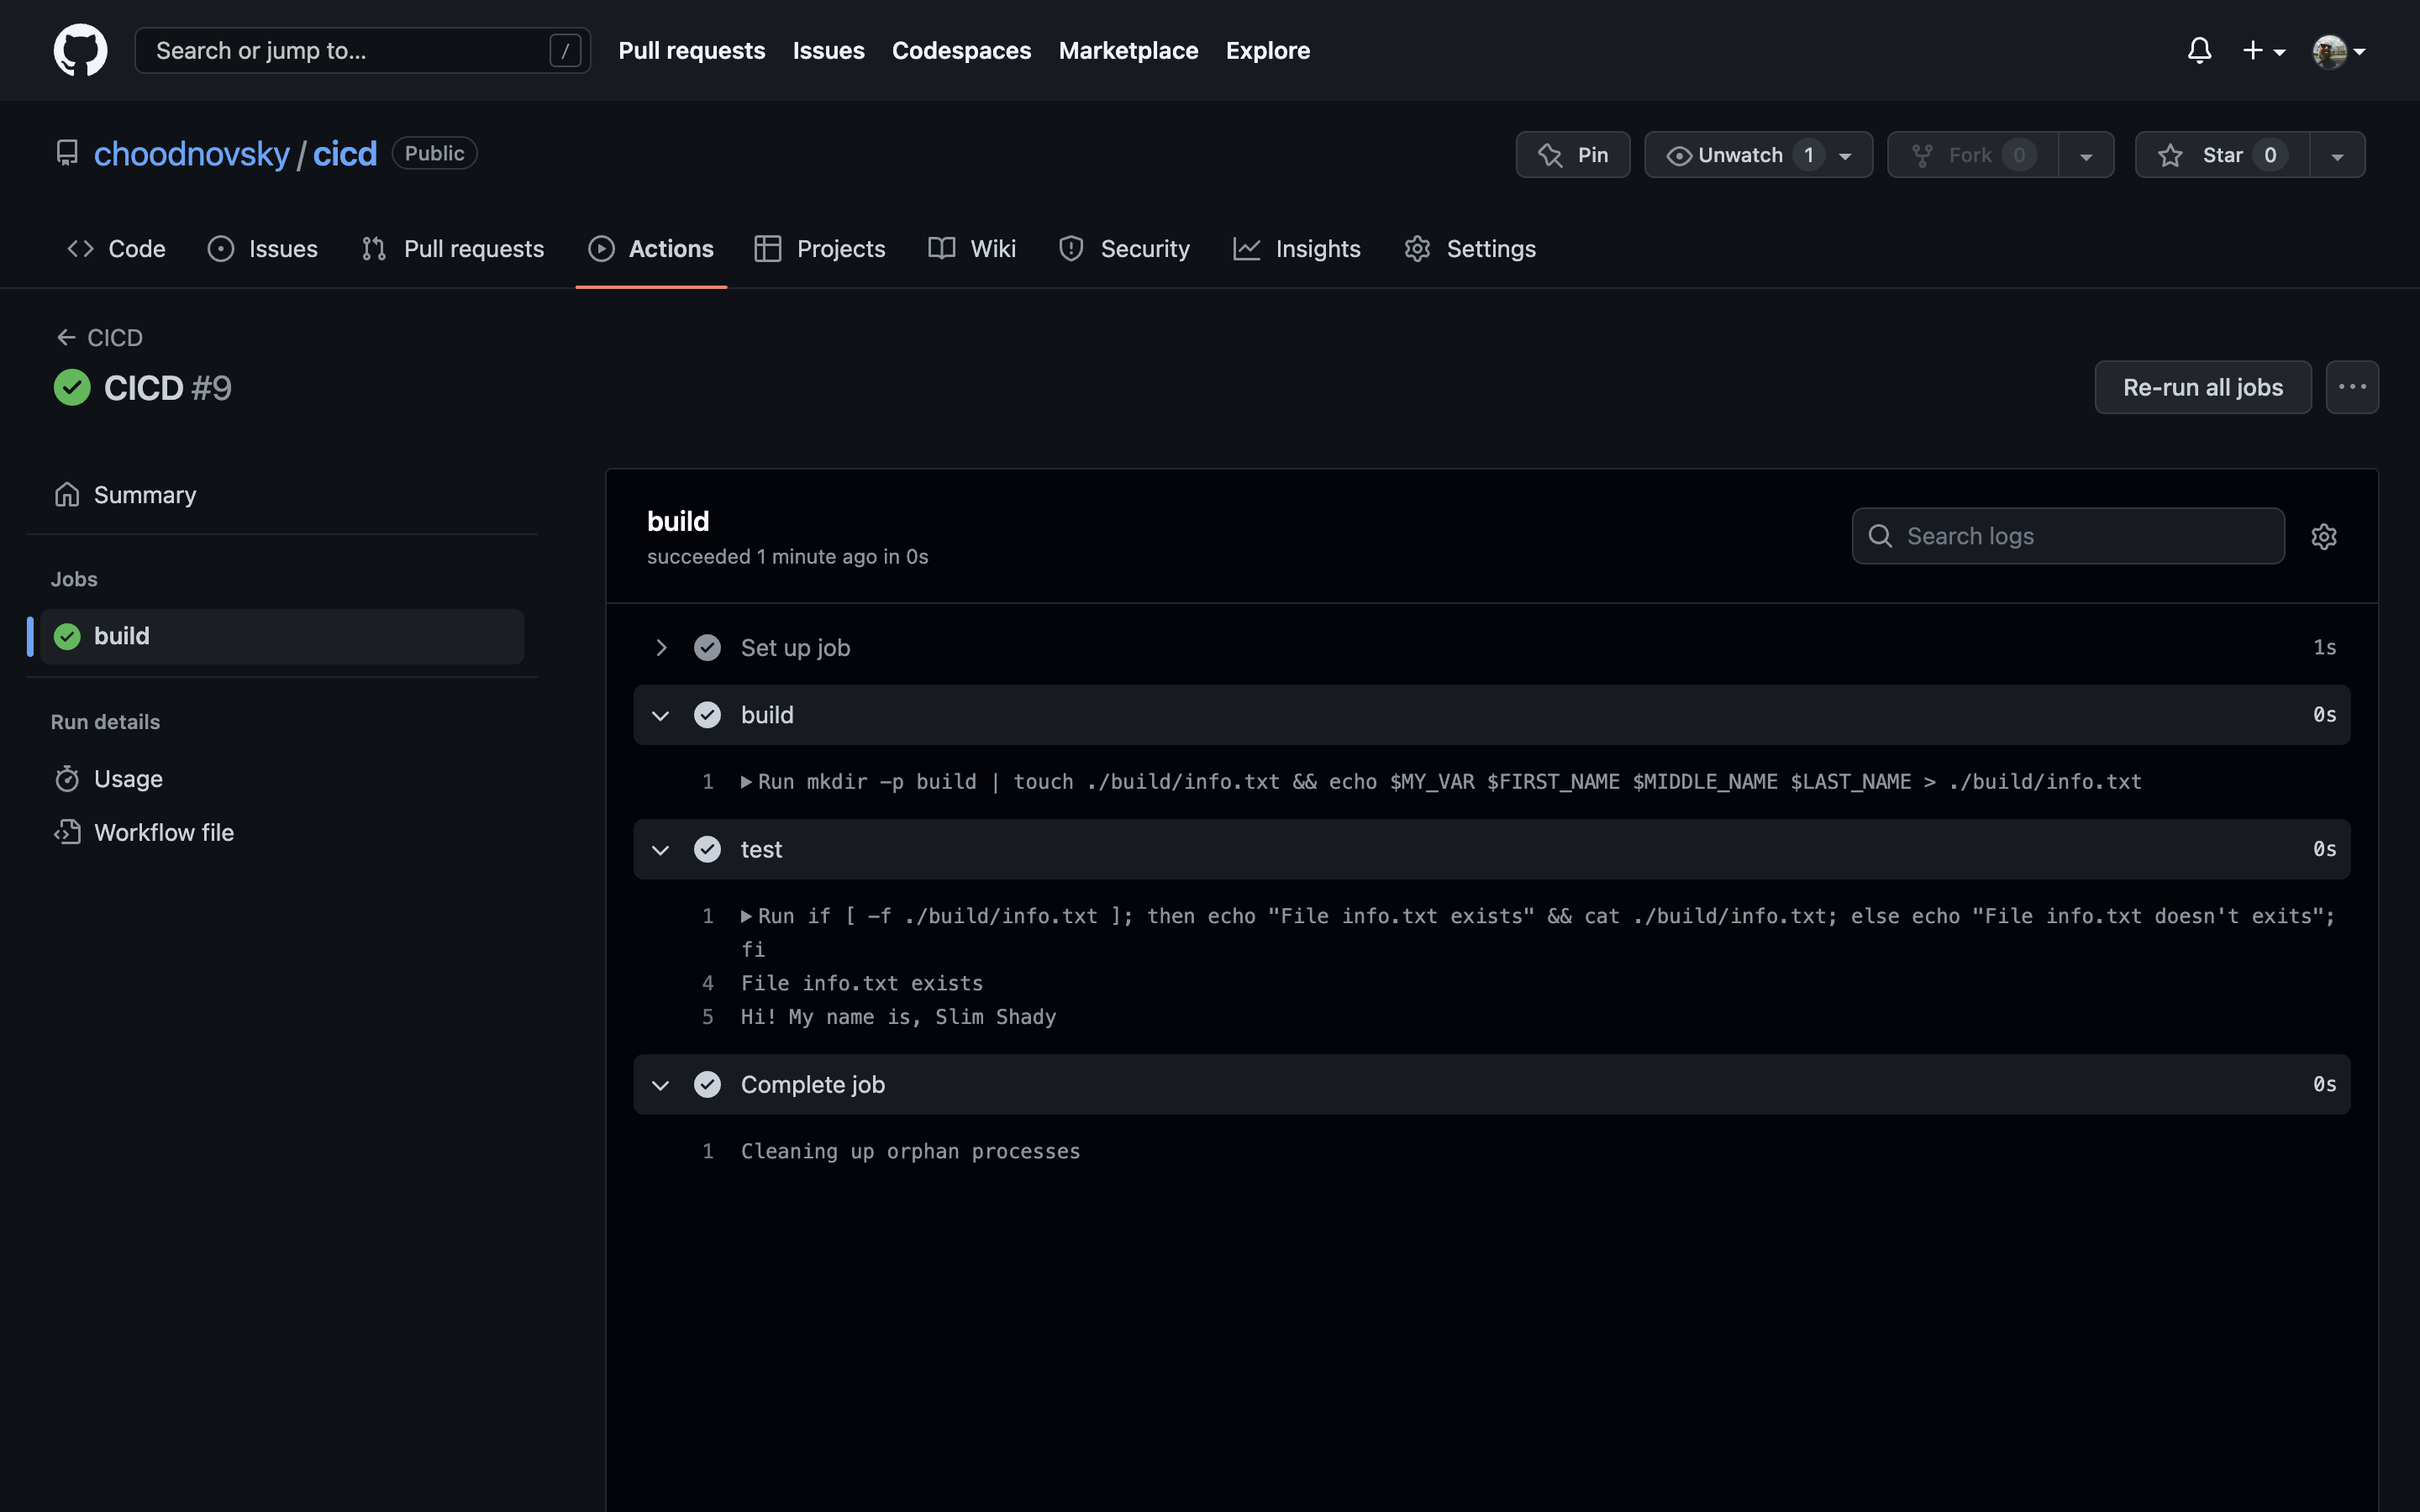 Search or jump to... /
Pull requests Issues Codespaces Marketplace Explore
choodnovsky / cicd Public
Pin Unwatch 1 Fork 0 Star 0
Code Issues Pull requests Actions Projects Wiki Security Insights Settings
CICD
CICD #9
Re-run all jobs
Summary
Jobs
build
Run details
Usage
Workflow file
build
succeeded 1 minute ago in 0s
Search logs
Set up job 1s
build 0s
1 Run mkdir -p build | touch ./build/info.txt && echo $MY_VAR $FIRST_NAME $MIDDLE_NAME $LAST_NAME > ./build/info.txt
test 0s
1 Run if [ -f ./build/info.txt ]; then echo "File info.txt exists" && cat ./build/info.txt; else echo "File info.txt doesn't exits";
fi
4 File info.txt exists
5 Hi! My name is, Slim Shady
Complete job 0s
1 Cleaning up orphan processes